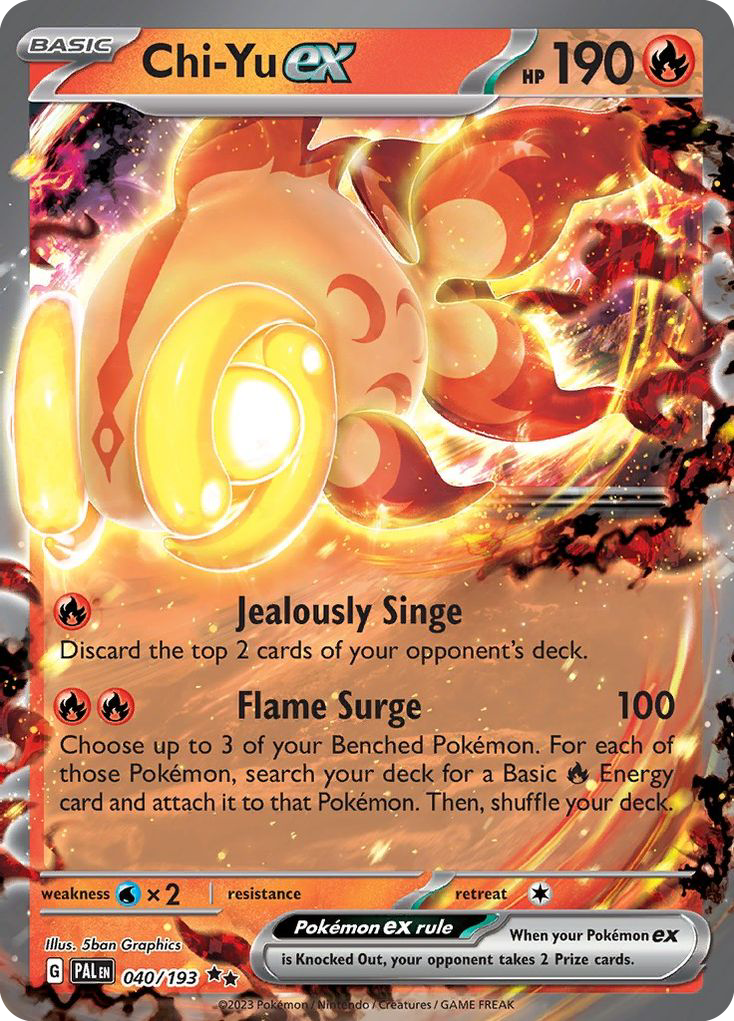 BASIC
Chi-Yu ex
HP 190
Jealously Singe
Discard the top 2 cards of your opponent's deck.
Flame Surge 100
Choose up to 3 of your Benched Pokémon. For each of
those Pokémon, search your deck for a Basic Energy
card and attach it to that Pokémon. Then, shuffle your deck.
weakness ×2 resistance retreat
Illus. 5ban Graphics
Pokémon ex rule
When your Pokémon ex
is Knocked Out, your opponent takes 2 Prize cards.
G PAL EN 040/193
©2023 Pokémon / Nintendo / Creatures / GAME FREAK